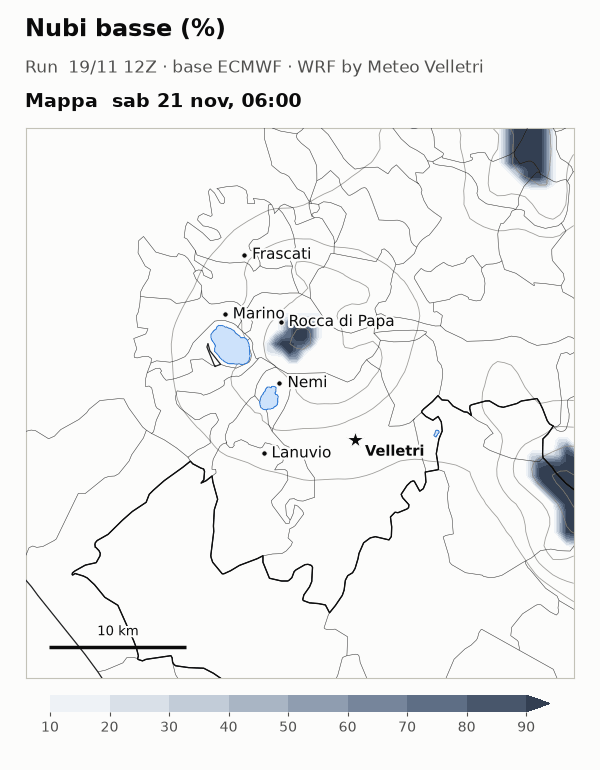 Nubi basse (%)
Run  19/11 12Z · base ECMWF · WRF by Meteo Velletri
Mappa  sab 21 nov, 06:00
Frascati
Marino
Rocca di Papa
Nemi
Velletri
Lanuvio
10 km
10 20 30 40 50 60 70 80 90